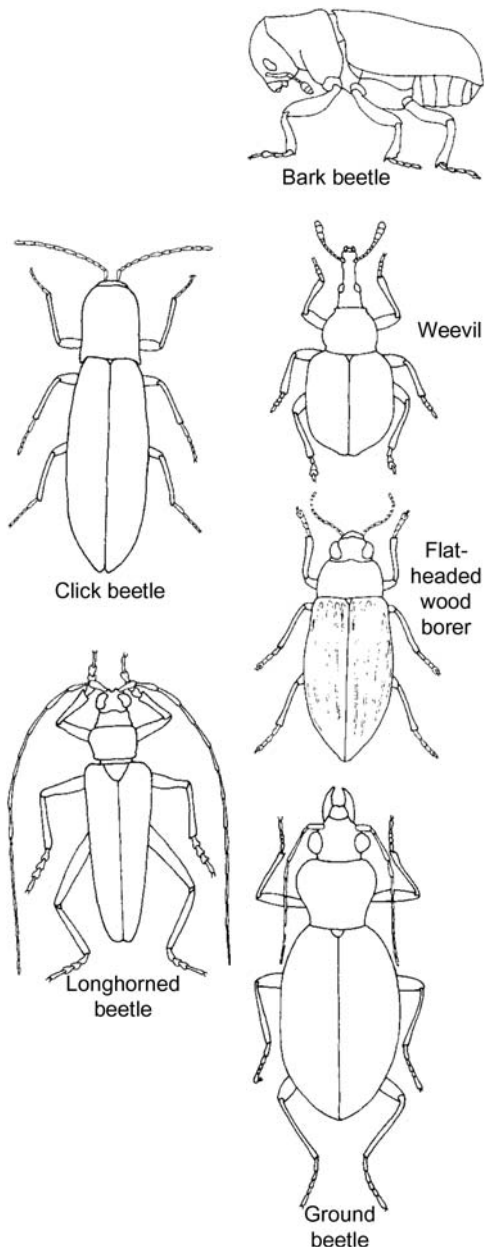 Bark beetle
Weevil
Click beetle
Flat-
headed
wood
borer
Longhorned
beetle
Ground
beetle